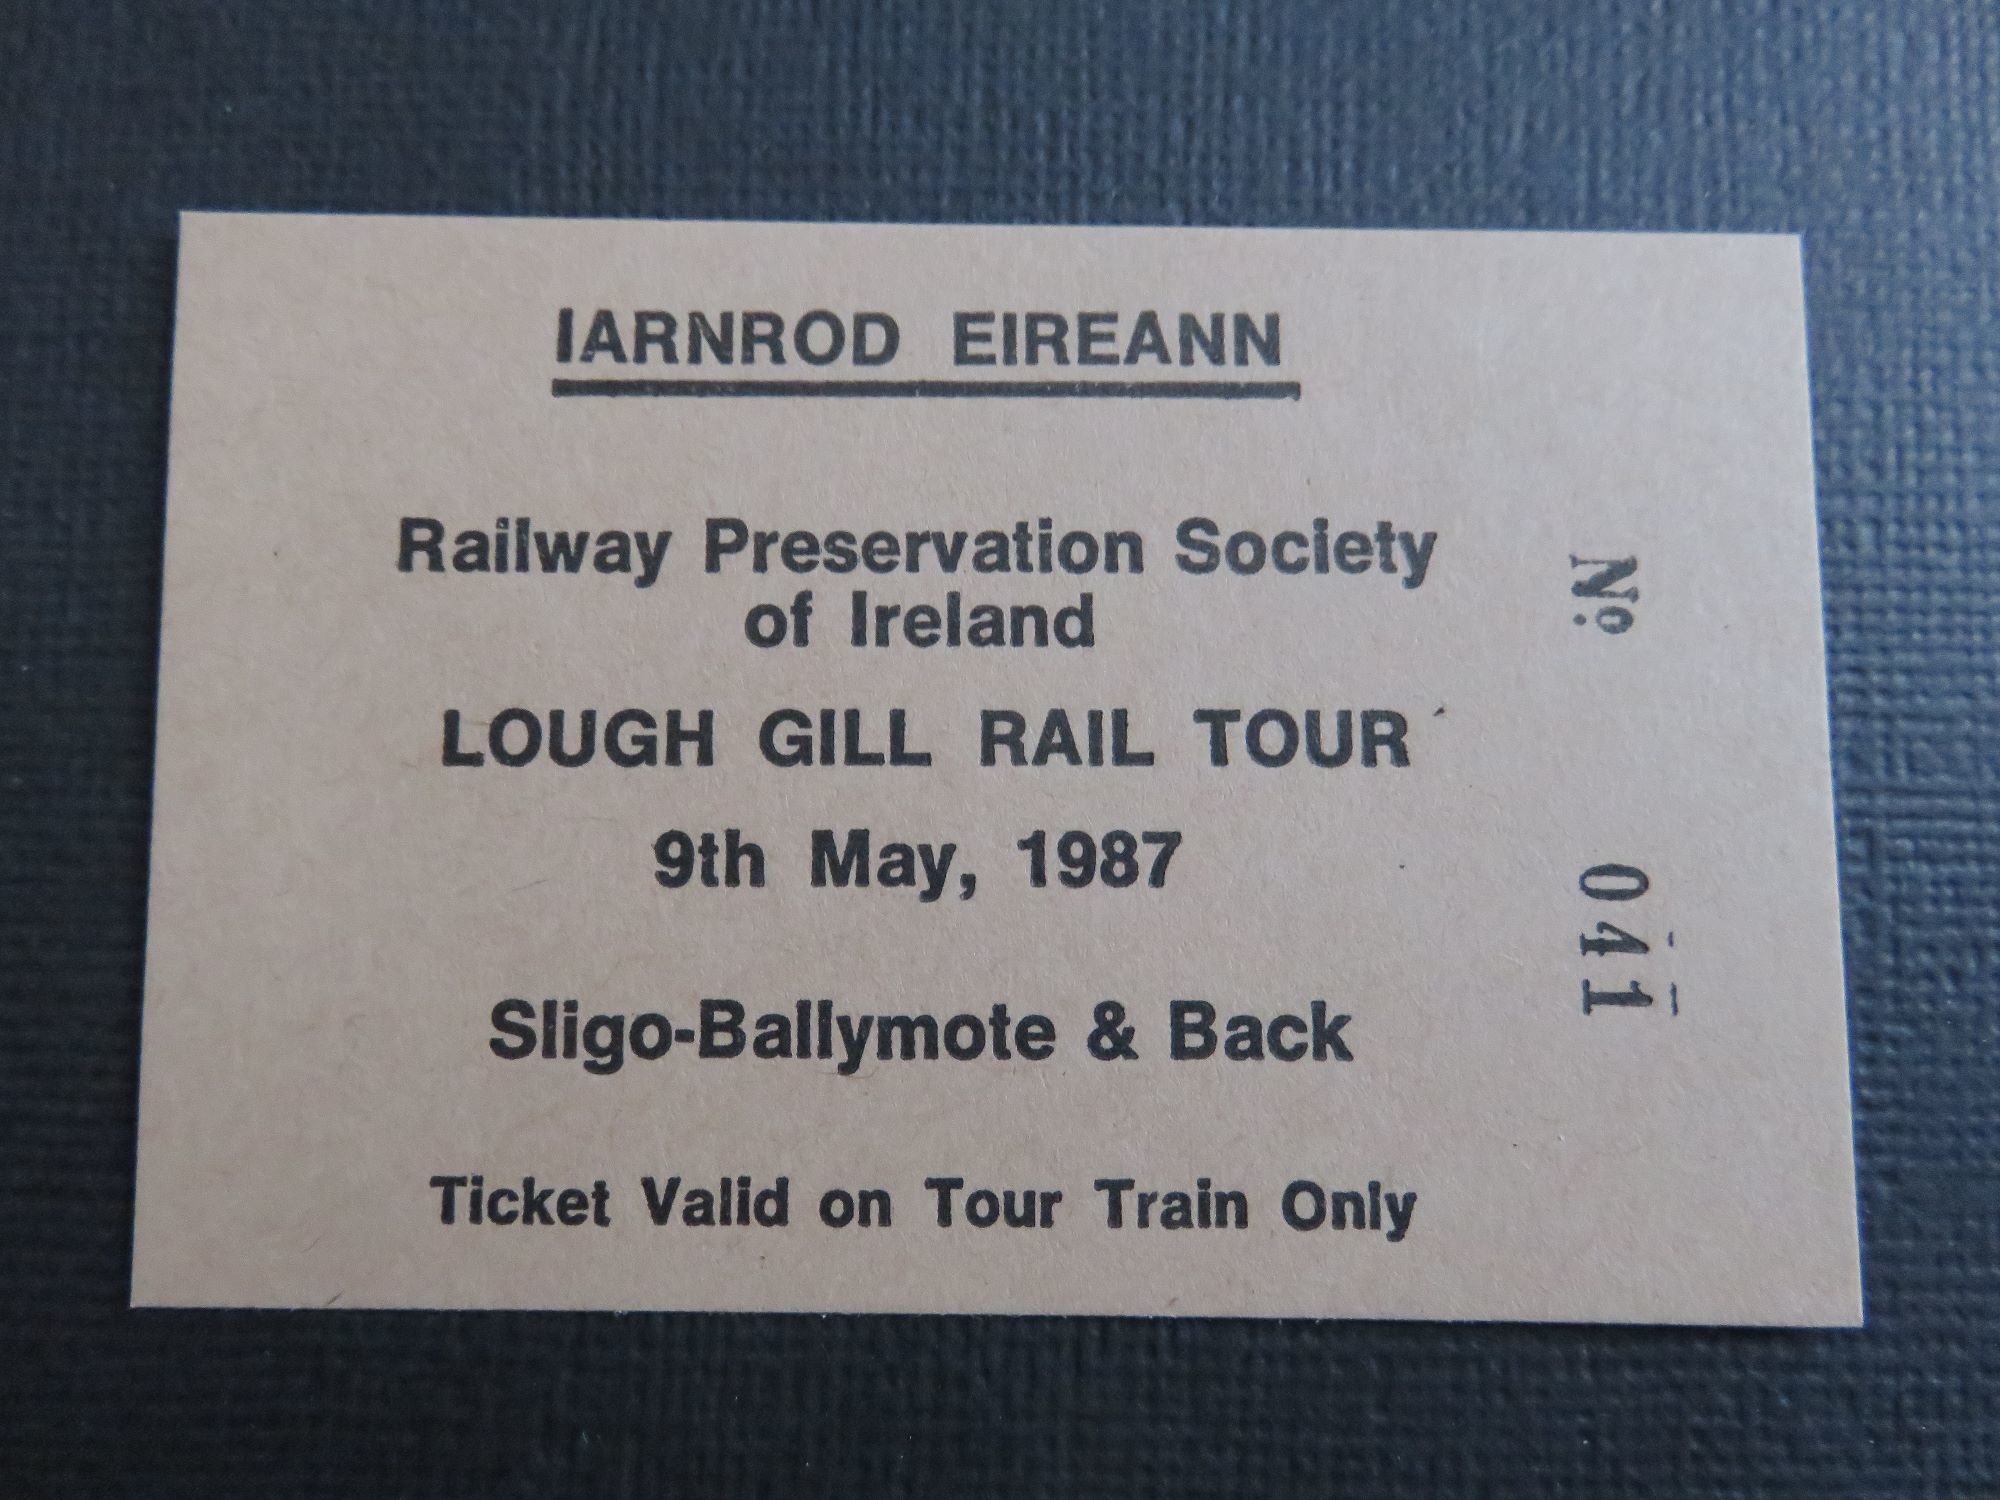 IARNROD EIREANN
Railway Preservation Society
of Ireland
LOUGH GILL RAIL TOUR
9th May, 1987
Sligo-Ballymote & Back
Ticket Valid on Tour Train Only
Nº 041